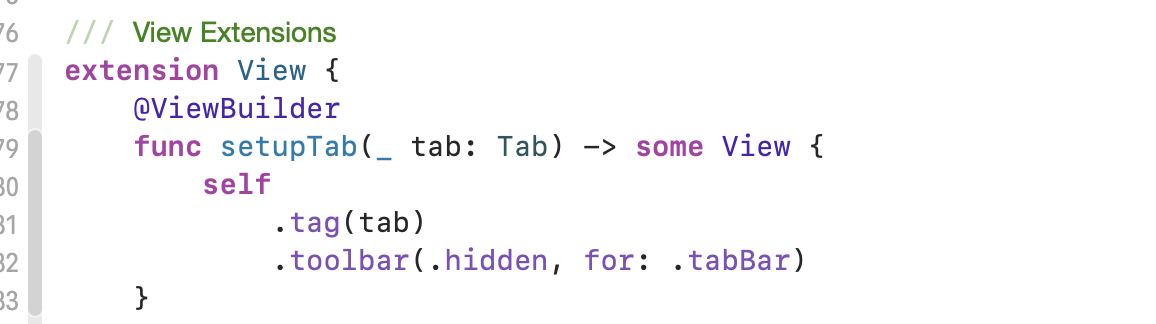 76 /// View Extensions
77 extension View {
78 @ViewBuilder
79 func setupTab(_ tab: Tab) -> some View {
80 self
81 .tag(tab)
82 .toolbar(.hidden, for: .tabBar)
83 }